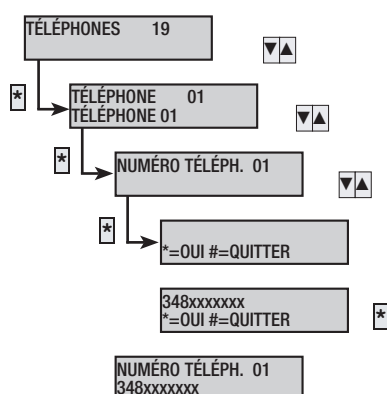 TÉLÉPHONES 19
▼▲
*
TÉLÉPHONE 01
TÉLÉPHONE 01
▼▲
*
NUMÉRO TÉLÉPH. 01
▼▲
*
*=OUI #=QUITTER
348xxxxxxx
*=OUI #=QUITTER
*
NUMÉRO TÉLÉPH. 01
348xxxxxxx